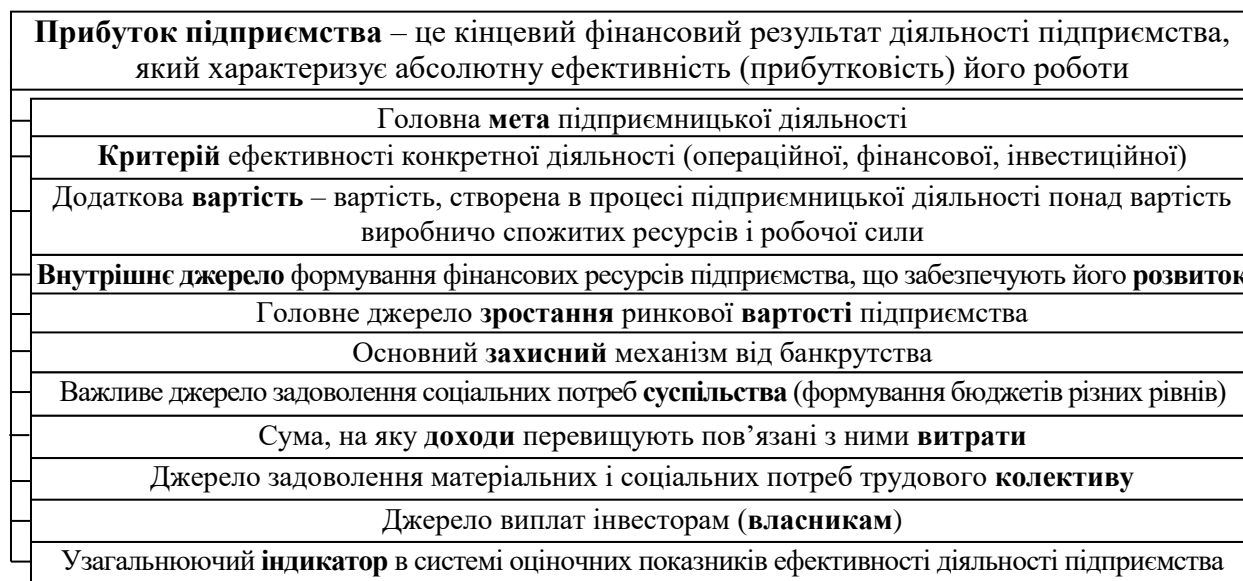 Прибуток підприємства – це кінцевий фінансовий результат діяльності підприємства,
який характеризує абсолютну ефективність (прибутковість) його роботи
Головна мета підприємницької діяльності
Критерій ефективності конкретної діяльності (операційної, фінансової, інвестиційної)
Додаткова вартість – вартість, створена в процесі підприємницької діяльності понад вартість
виробничо спожитих ресурсів і робочої сили
Внутрішнє джерело формування фінансових ресурсів підприємства, що забезпечують його розвиток
Головне джерело зростання ринкової вартості підприємства
Основний захисний механізм від банкрутства
Важливе джерело задоволення соціальних потреб суспільства (формування бюджетів різних рівнів)
Сума, на яку доходи перевищують пов’язані з ними витрати
Джерело задоволення матеріальних і соціальних потреб трудового колективу
Джерело виплат інвесторам (власникам)
Узагальнюючий індикатор в системі оціночних показників ефективності діяльності підприємства